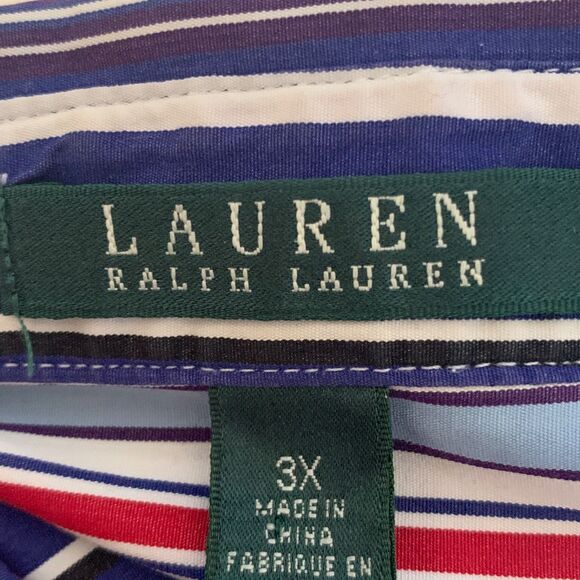 LAUREN
RALPH LAUREN
3X
MADE IN
CHINA
FABRIQUE EN